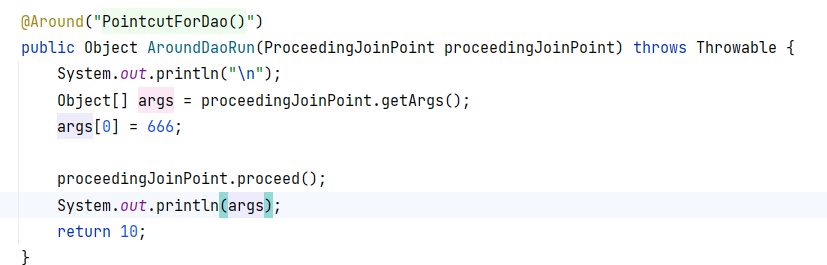 @Around("PointcutForDao()")
public Object AroundDaoRun(ProceedingJoinPoint proceedingJoinPoint) throws Throwable {
    System.out.println("\n");
    Object[] args = proceedingJoinPoint.getArgs();
    args[0] = 666;
    proceedingJoinPoint.proceed();
    System.out.println(args);
    return 10;
}